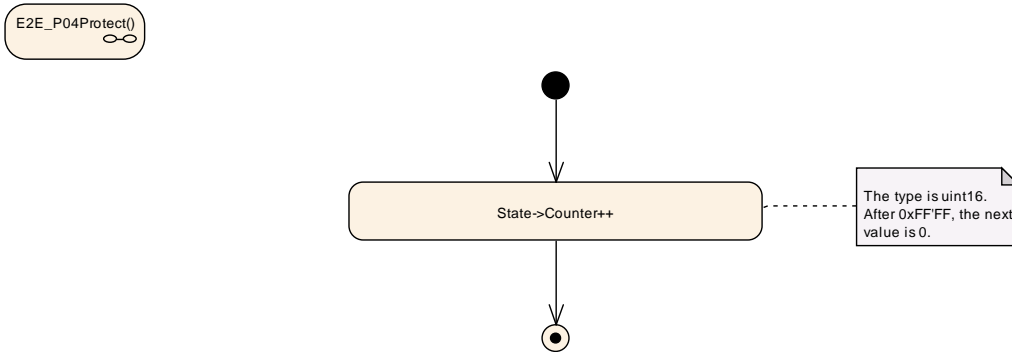 E2E_P04Protect()
State->Counter++
The type is uint16.
After 0xFF'FF, the next
value is 0.